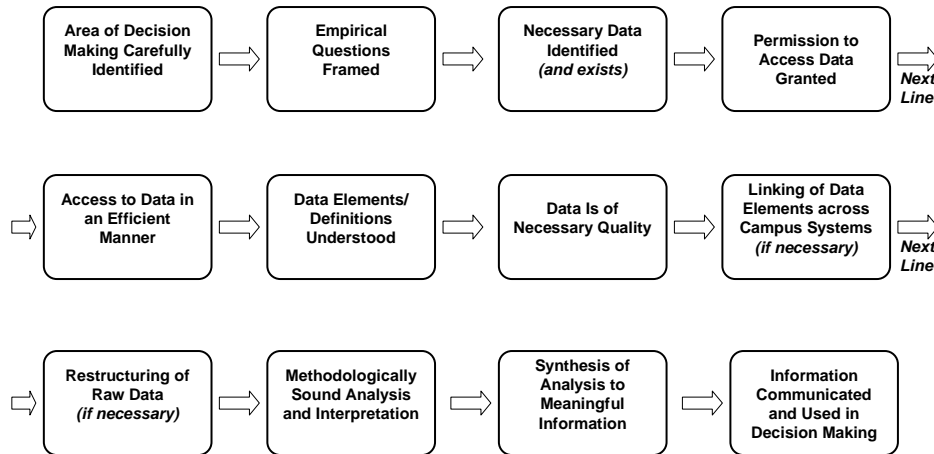 Area of Decision
Making Carefully
Identified
Empirical
Questions
Framed
Necessary Data
Identified
(and exists)
Permission to
Access Data
Granted
Next
Line
Access to Data in
an Efficient
Manner
Data Elements/
Definitions
Understood
Data Is of
Necessary Quality
Linking of Data
Elements across
Campus Systems
(if necessary)
Next
Line
Restructuring of
Raw Data
(if necessary)
Methodologically
Sound Analysis
and Interpretation
Synthesis of
Analysis to
Meaningful
Information
Information
Communicated
and Used in
Decision Making